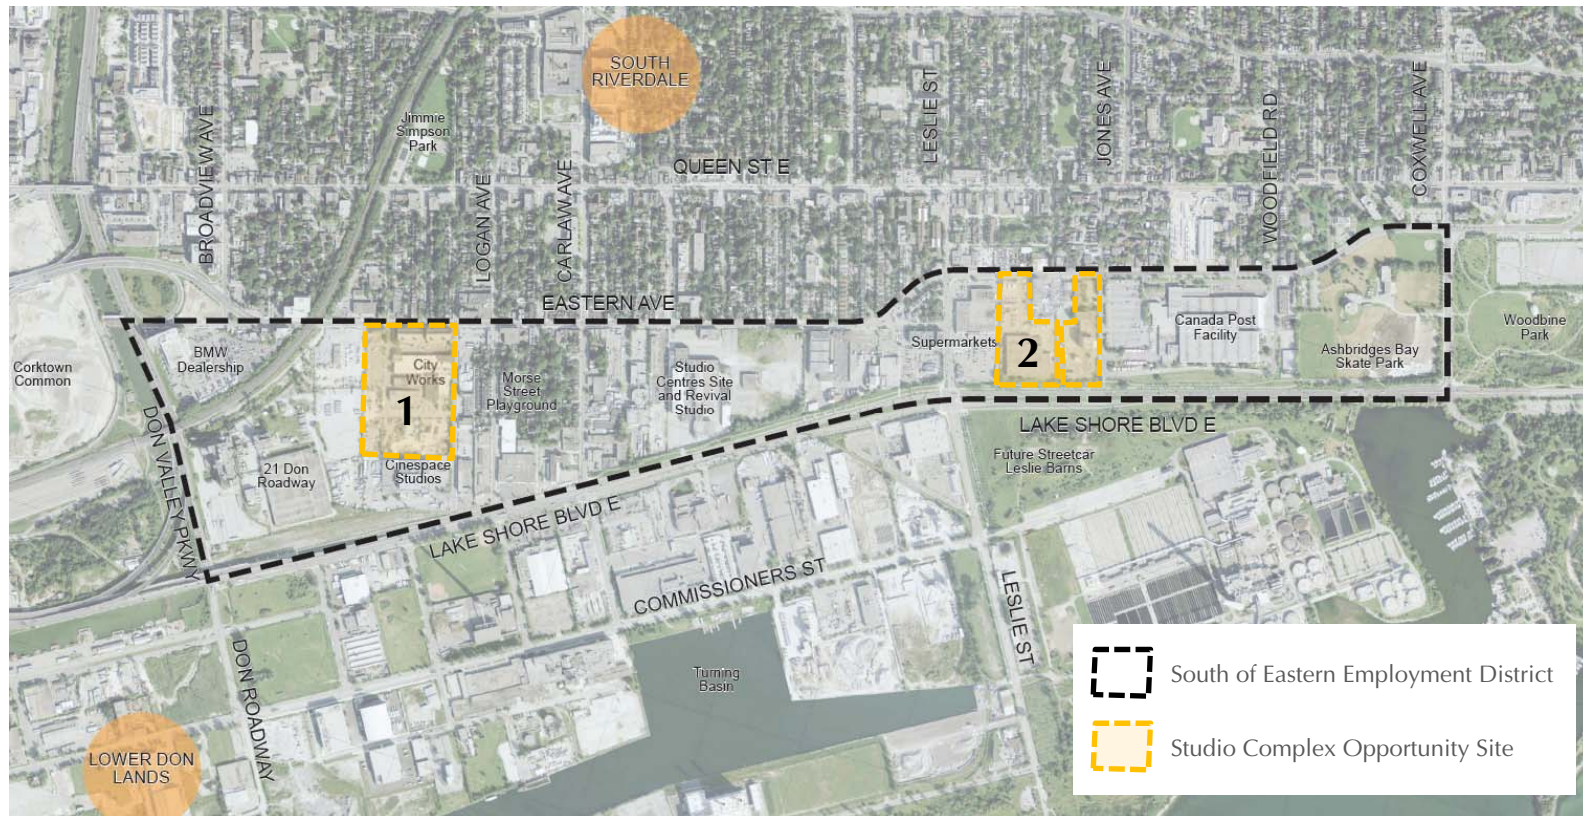 SOUTH
RIVERDALE
Jimmie
Simpson
Park
BROADVIEW AVE
LOGAN AVE
CARLAW AVE
QUEEN ST E
LESLIE ST
JONES AVE
WOODFIELD RD
COXWELL AVE
EASTERN AVE
Corktown
Common
BMW
Dealership
City
Works
1
Morse
Street
Playground
Studio
Centres Site
and Revival
Studio
Supermarkets
2
Canada Post
Facility
Ashbridges Bay
Skate Park
Woodbine
Park
DON VALLEY PKWY
21 Don
Roadway
Cinespace
Studios
LAKE SHORE BLVD E
LAKE SHORE BLVD E
Future Streetcar
Leslie Barns
COMMISSIONERS ST
LESLIE ST
DON ROADWAY
Turning
Basin
LOWER DON
LANDS
South of Eastern Employment District
Studio Complex Opportunity Site